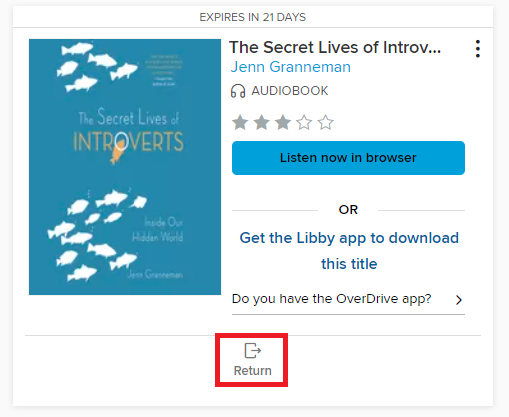 EXPIRES IN 21 DAYS
The Secret Lives of Introv...
Jenn Granneman
AUDIOBOOK
Listen now in browser
OR
Get the Libby app to download
this title
Do you have the OverDrive app?
Return
The Secret Lives of
INTROVERTS
Inside Our
Hidden World
Jenn Granneman